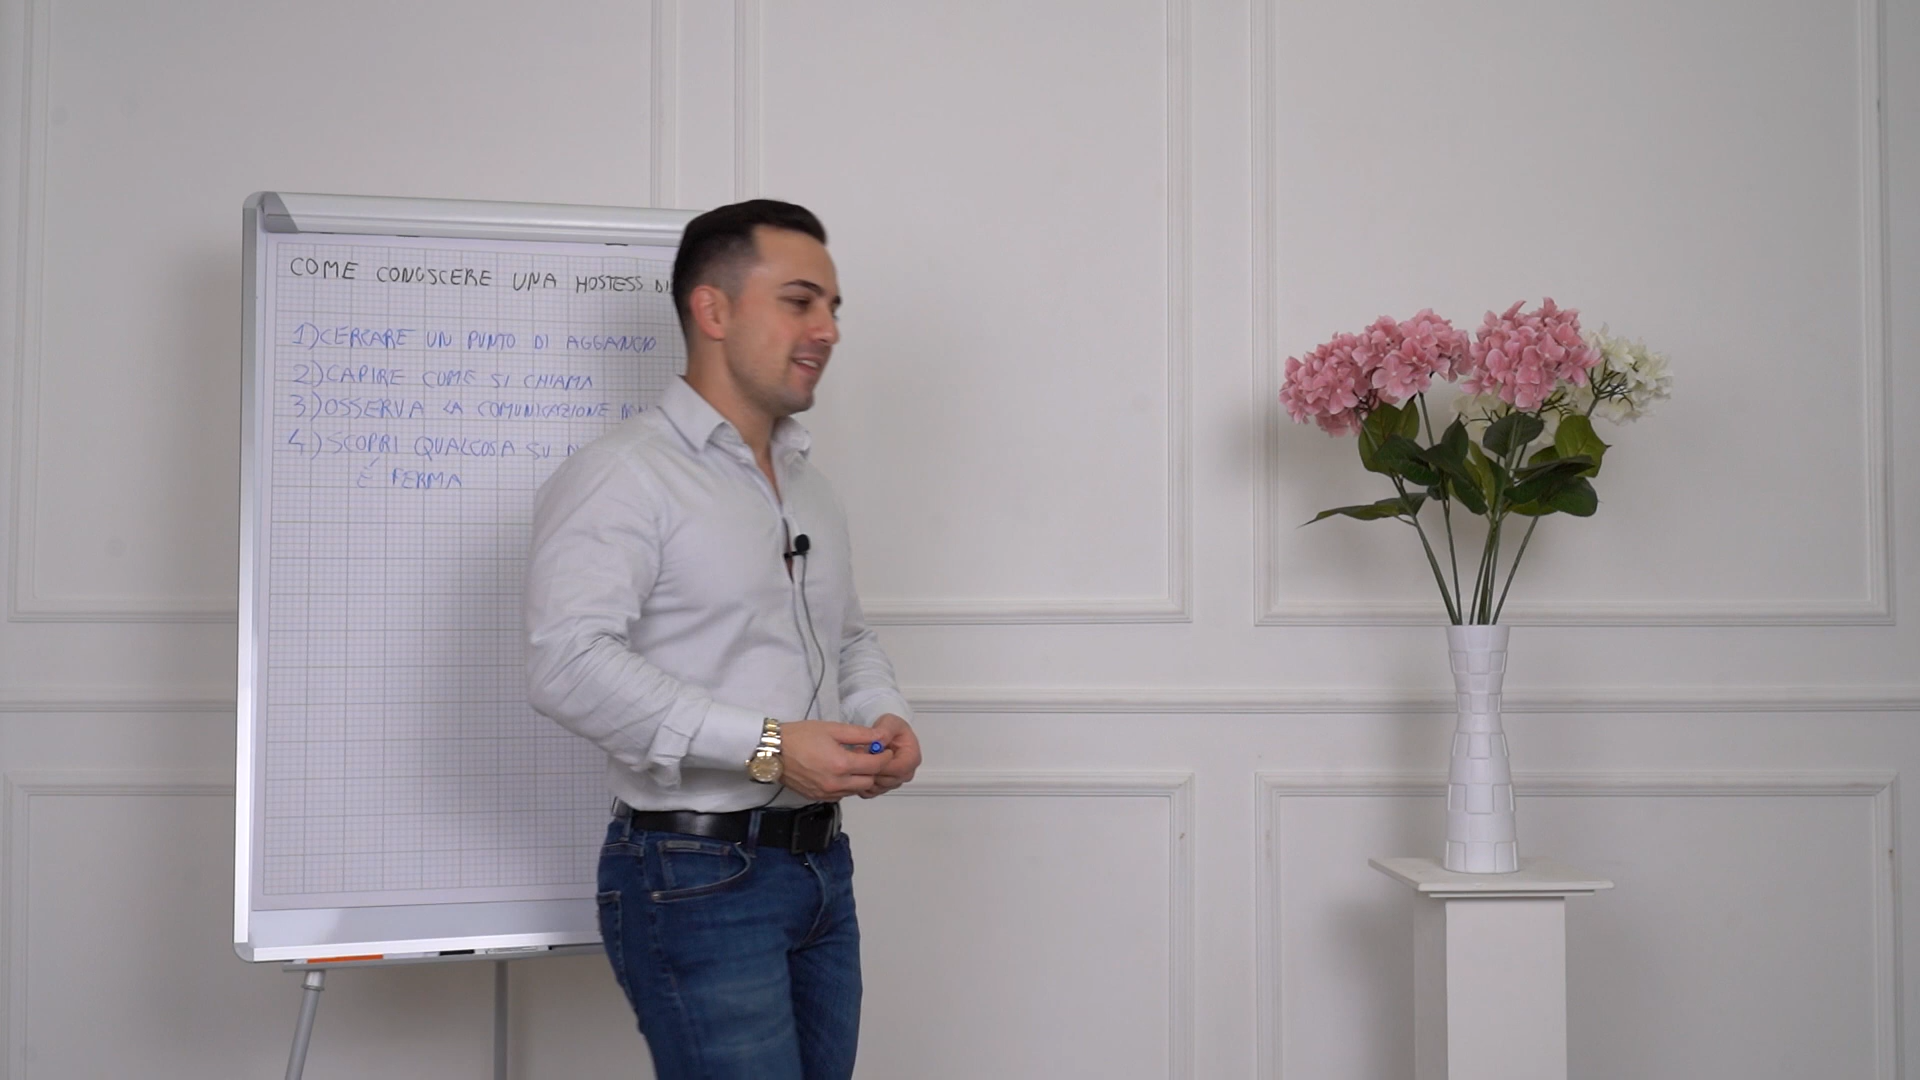 COME CONOSCERE UNA HOSTESS
1) CERCARE UN PUNTO DI AGGANCIO
2) CAPIRE COME SI CHIAMA
3) OSSERVA LA COMUNICAZIONE
4) SCOPRI QUALCOSA SU
É FERMA